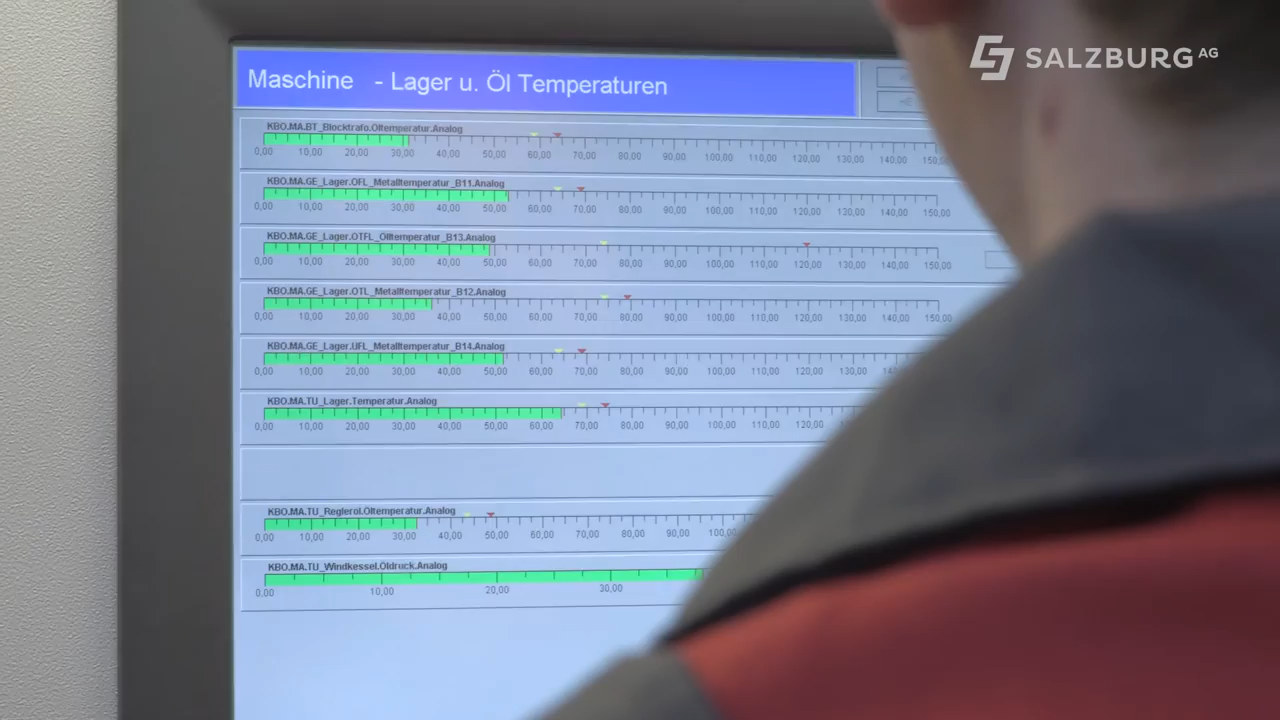 SALZBURG AG
Maschine - Lager u. Öl Temperaturen
KBO.MA.BT_Blocktrafo.Öltemperatur.Analog
0,00 10,00 20,00 30,00 40,00 50,00 60,00 70,00 80,00 90,00 100,00 110,00 120,00 130,00 140,00 150,00
KBO.MA.GE_Lager.OFL_Metalltemperatur_B11.Analog
0,00 10,00 20,00 30,00 40,00 50,00 60,00 70,00 80,00 90,00 100,00 110,00 120,00 130,00 140,00 150,00
KBO.MA.GE_Lager.OTFL_Öltemperatur_B13.Analog
0,00 10,00 20,00 30,00 40,00 50,00 60,00 70,00 80,00 90,00 100,00 110,00 120,00 130,00 140,00 150,00
KBO.MA.GE_Lager.OTL_Metalltemperatur_B12.Analog
0,00 10,00 20,00 30,00 40,00 50,00 60,00 70,00 80,00 90,00 100,00 110,00 120,00 130,00 140,00 150,00
KBO.MA.GE_Lager.UFL_Metalltemperatur_B14.Analog
0,00 10,00 20,00 30,00 40,00 50,00 60,00 70,00 80,00 90,00 100,00 110,00 120,00 130,00
KBO.MA.TU_Lager.Temperatur.Analog
0,00 10,00 20,00 30,00 40,00 50,00 60,00 70,00 80,00 90,00 100,00 110,00 120,00
KBO.MA.TU_Regleröl.Öltemperatur.Analog
0,00 10,00 20,00 30,00 40,00 50,00 60,00 70,00 80,00 90,00 100,00
KBO.MA.TU_Windkessel.Öldruck.Analog
0,00 10,00 20,00 30,00